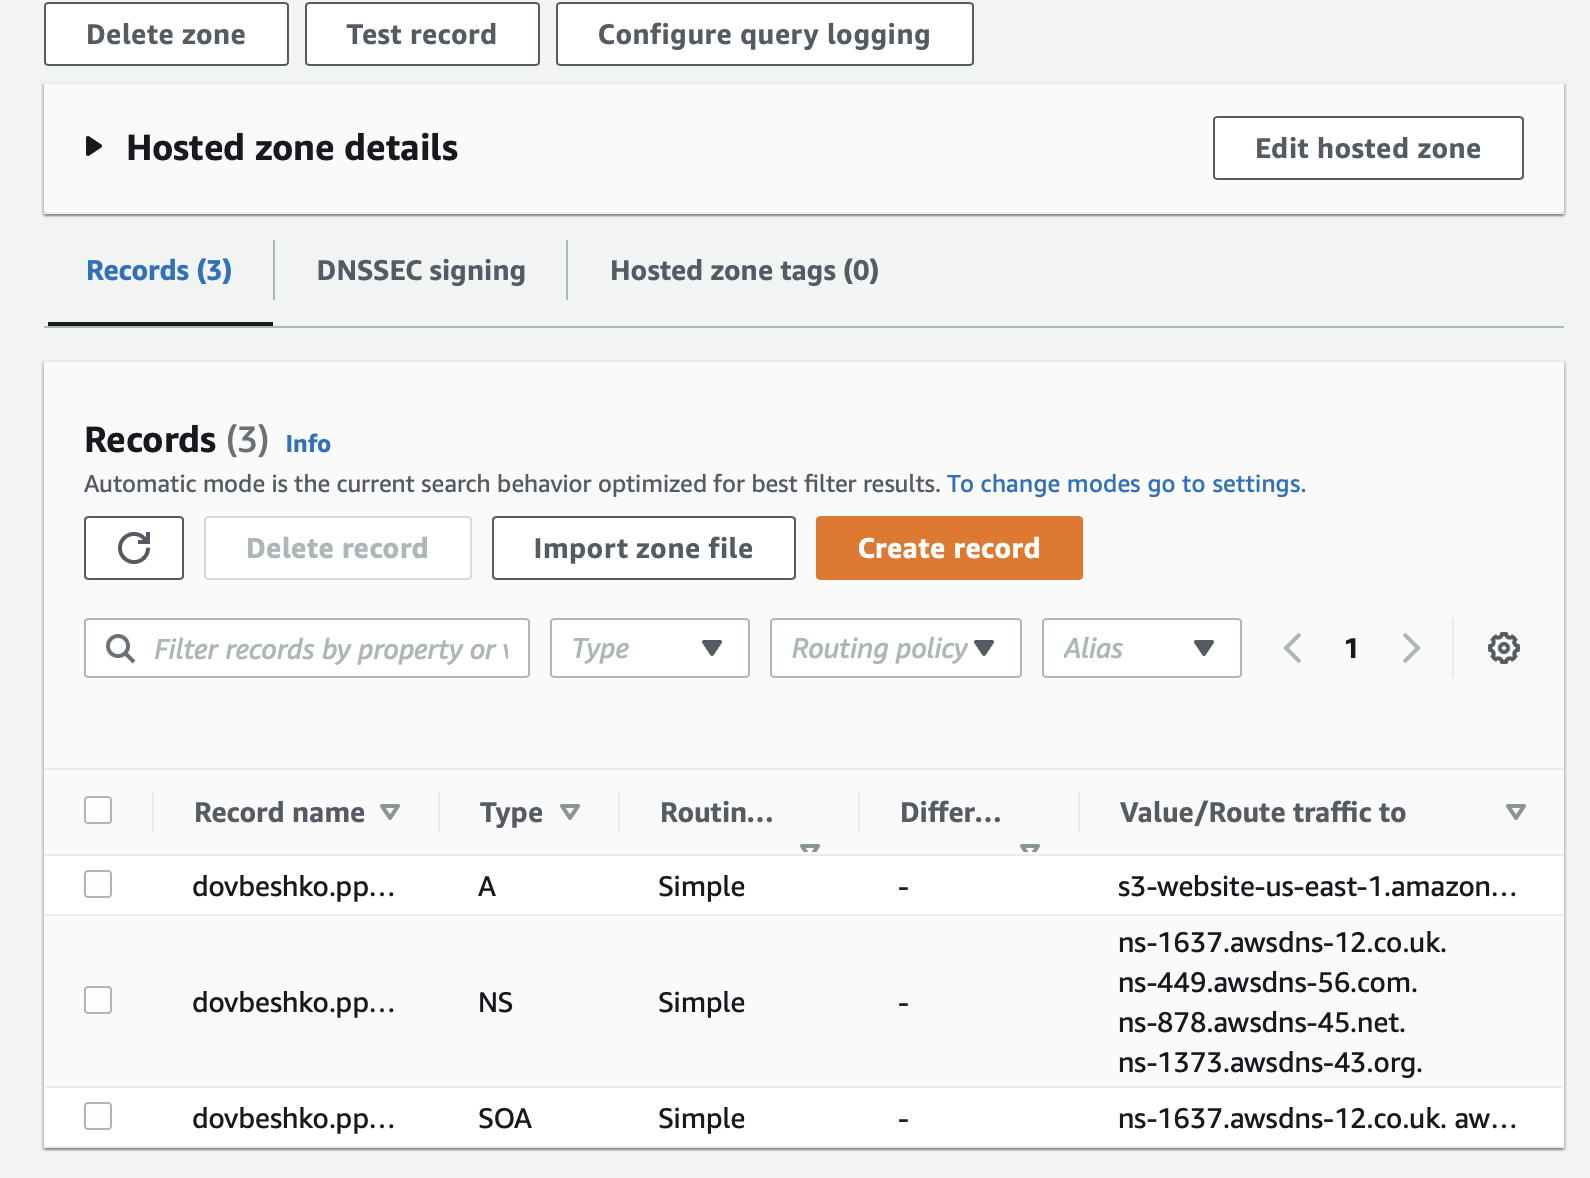 Delete zone Test record Configure query logging
Hosted zone details Edit hosted zone
Records (3) DNSSEC signing Hosted zone tags (0)
Records (3) Info
Automatic mode is the current search behavior optimized for best filter results. To change modes go to settings.
Delete record Import zone file Create record
Filter records by property or v Type Routing policy Alias 1
Record name Type Routin... Differ... Value/Route traffic to
dovbeshko.pp... A Simple - s3-website-us-east-1.amazon...
dovbeshko.pp... NS Simple - ns-1637.awsdns-12.co.uk.
ns-449.awsdns-56.com.
ns-878.awsdns-45.net.
ns-1373.awsdns-43.org.
dovbeshko.pp... SOA Simple - ns-1637.awsdns-12.co.uk. aw...